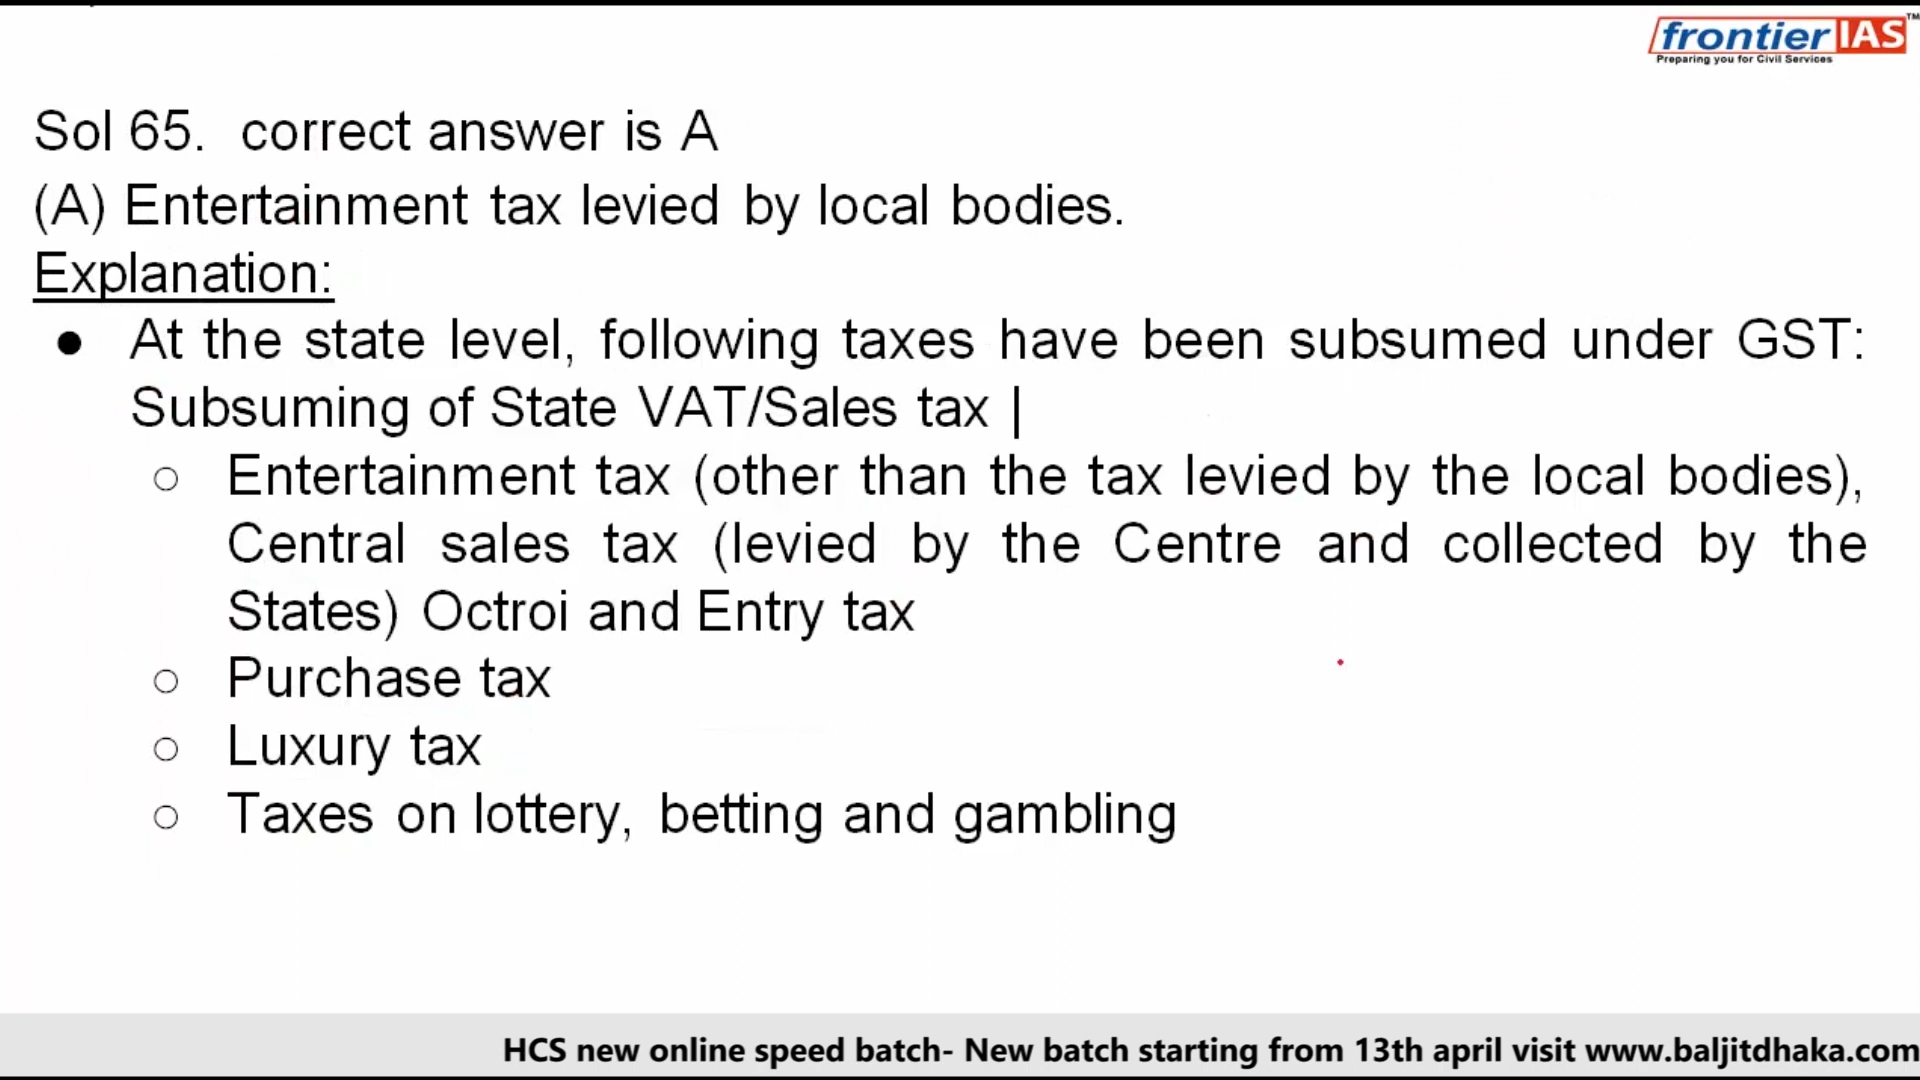 frontier IAS TM
Preparing you for Civil Services
Sol 65. correct answer is A
(A) Entertainment tax levied by local bodies.
Explanation:
● At the state level, following taxes have been subsumed under GST:
Subsuming of State VAT/Sales tax |
○ Entertainment tax (other than the tax levied by the local bodies),
Central sales tax (levied by the Centre and collected by the
States) Octroi and Entry tax
○ Purchase tax
○ Luxury tax
○ Taxes on lottery, betting and gambling
HCS new online speed batch- New batch starting from 13th april visit www.baljitdhaka.com